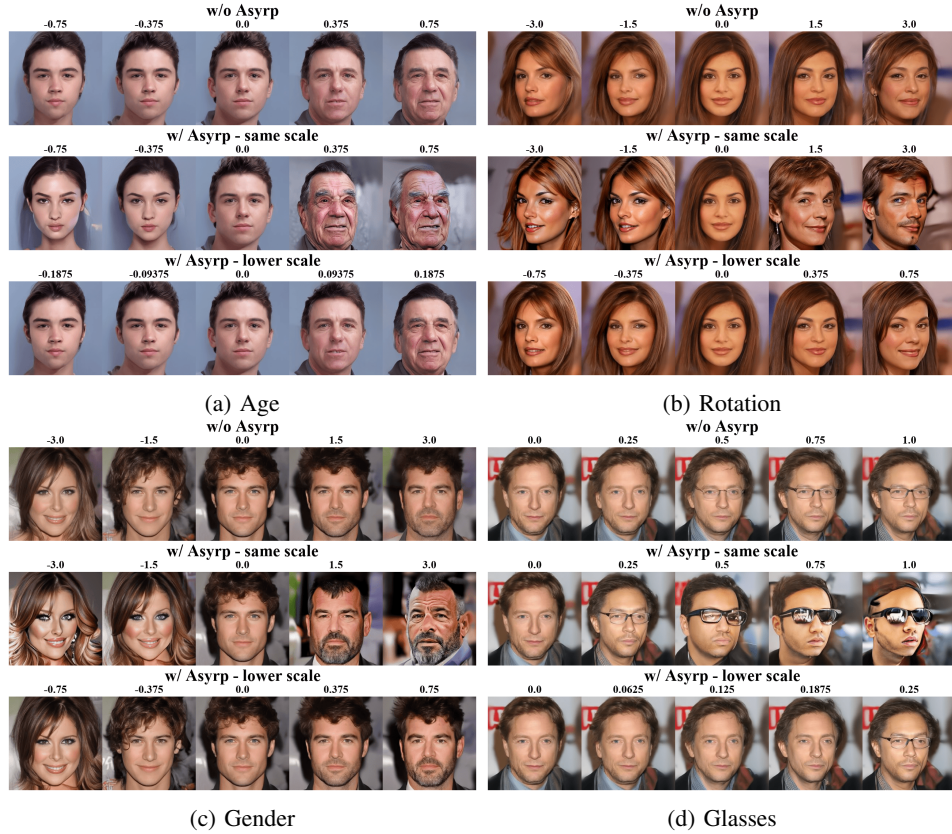 w/o Asyrp
-0.75 -0.375 0.0 0.375 0.75
w/ Asyrp - same scale
-0.75 -0.375 0.0 0.375 0.75
w/ Asyrp - lower scale
-0.1875 -0.09375 0.0 0.09375 0.1875
(a) Age
w/o Asyrp
-3.0 -1.5 0.0 1.5 3.0
w/ Asyrp - same scale
-3.0 -1.5 0.0 1.5 3.0
w/ Asyrp - lower scale
-0.75 -0.375 0.0 0.375 0.75
(b) Rotation
w/o Asyrp
-3.0 -1.5 0.0 1.5 3.0
w/ Asyrp - same scale
-3.0 -1.5 0.0 1.5 3.0
w/ Asyrp - lower scale
-0.75 -0.375 0.0 0.375 0.75
(c) Gender
w/o Asyrp
0.0 0.25 0.5 0.75 1.0
w/ Asyrp - same scale
0.0 0.25 0.5 0.75 1.0
w/ Asyrp - lower scale
0.0 0.0625 0.125 0.1875 0.25
(d) Glasses